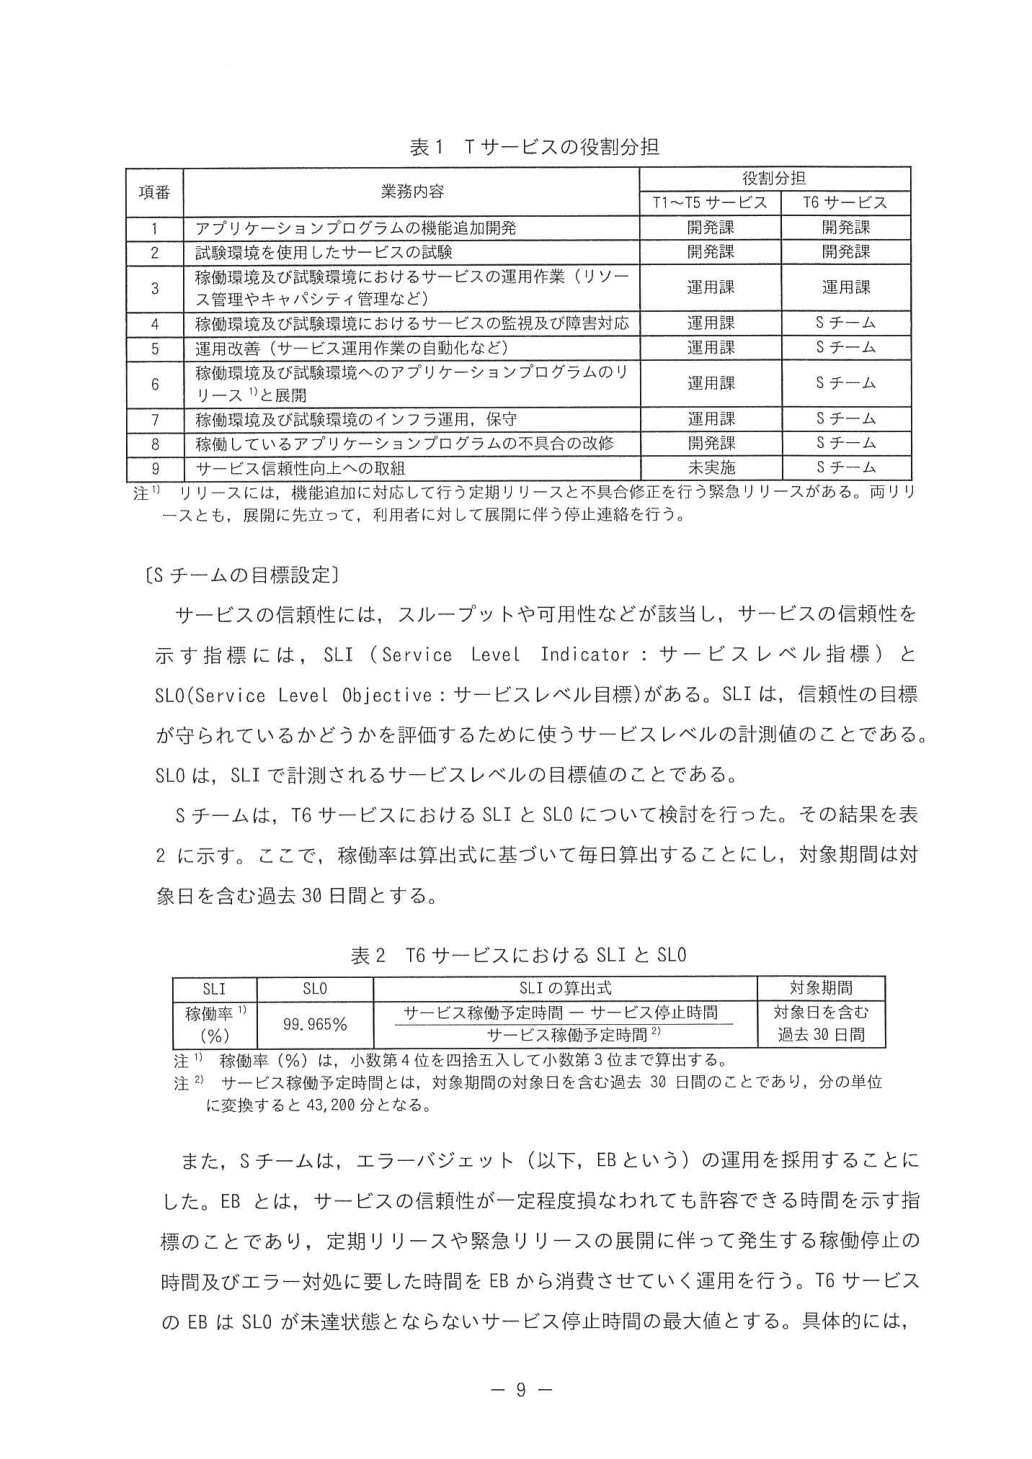 表1　Tサービスの役割分担
項番　業務内容　役割分担
T1～T5 サービス　T6 サービス
1　アプリケーションプログラムの機能追加開発　開発課　開発課
2　試験環境を使用したサービスの試験　開発課　開発課
3　稼働環境及び試験環境におけるサービスの運用作業（リソー
ス管理やキャパシティ管理など）　運用課　運用課
4　稼働環境及び試験環境におけるサービスの監視及び障害対応　運用課　Sチーム
5　運用改善（サービス運用作業の自動化など）　運用課　Sチーム
6　稼働環境及び試験環境へのアプリケーションプログラムのリ
リース 1)と展開　運用課　Sチーム
7　稼働環境及び試験環境のインフラ運用，保守　運用課　Sチーム
8　稼働しているアプリケーションプログラムの不具合の改修　開発課　Sチーム
9　サービス信頼性向上への取組　未実施　Sチーム
注 1)　リリースには，機能追加に対応して行う定期リリースと不具合修正を行う緊急リリースがある。両リリ
ースとも，展開に先立って，利用者に対して展開に伴う停止連絡を行う。
〔Sチームの目標設定〕
サービスの信頼性には，スループットや可用性などが該当し，サービスの信頼性を
示す指標には，SLI（Service Level Indicator：サービスレベル指標）と
SLO(Service Level Objective：サービスレベル目標)がある。SLIは，信頼性の目標
が守られているかどうかを評価するために使うサービスレベルの計測値のことである。
SLOは，SLIで計測されるサービスレベルの目標値のことである。
Sチームは，T6サービスにおけるSLIとSLOについて検討を行った。その結果を表
2に示す。ここで，稼働率は算出式に基づいて毎日算出することにし，対象期間は対
象日を含む過去30日間とする。
表2　T6サービスにおけるSLIとSLO
SLI　SLO　SLIの算出式　対象期間
稼働率 1)　サービス稼働予定時間 － サービス停止時間　対象日を含む
（%）　99.965%　サービス稼働予定時間 2)　過去30日間
注 1)　稼働率（%）は，小数第4位を四捨五入して小数第3位まで算出する。
注 2)　サービス稼働予定時間とは，対象期間の対象日を含む過去 30 日間のことであり，分の単位
に変換すると43,200分となる。
また，Sチームは，エラーバジェット（以下，EBという）の運用を採用することに
した。EBとは，サービスの信頼性が一定程度損なわれても許容できる時間を示す指
標のことであり，定期リリースや緊急リリースの展開に伴って発生する稼働停止の
時間及びエラー対処に要した時間をEBから消費させていく運用を行う。T6サービス
のEBはSLOが未達状態とならないサービス停止時間の最大値とする。具体的には，
－ 9 －